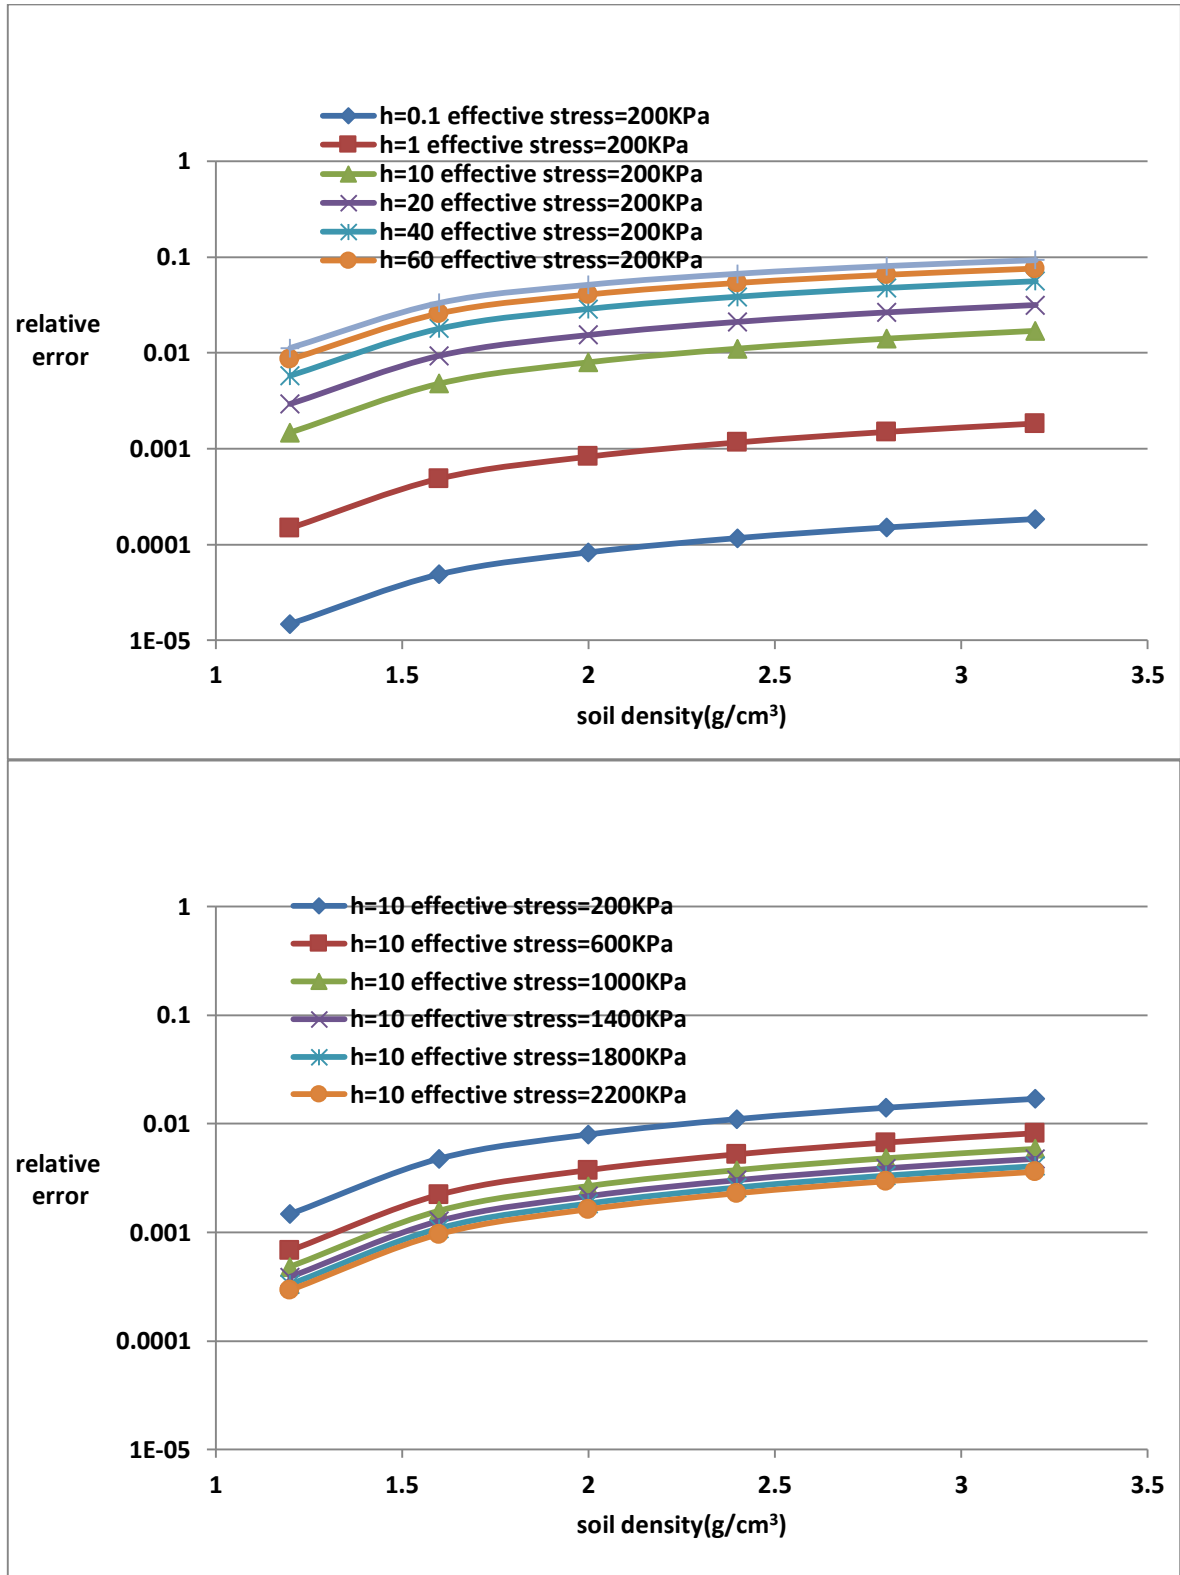 h=0.1 effective stress=200KPa
h=1 effective stress=200KPa
h=10 effective stress=200KPa
h=20 effective stress=200KPa
h=40 effective stress=200KPa
h=60 effective stress=200KPa
1
0.1
0.01
0.001
0.0001
1E-05
relative
error
1 1.5 2 2.5 3 3.5
soil density(g/cm³)
h=10 effective stress=200KPa
h=10 effective stress=600KPa
h=10 effective stress=1000KPa
h=10 effective stress=1400KPa
h=10 effective stress=1800KPa
h=10 effective stress=2200KPa
1
0.1
0.01
0.001
0.0001
1E-05
relative
error
1 1.5 2 2.5 3 3.5
soil density(g/cm³)